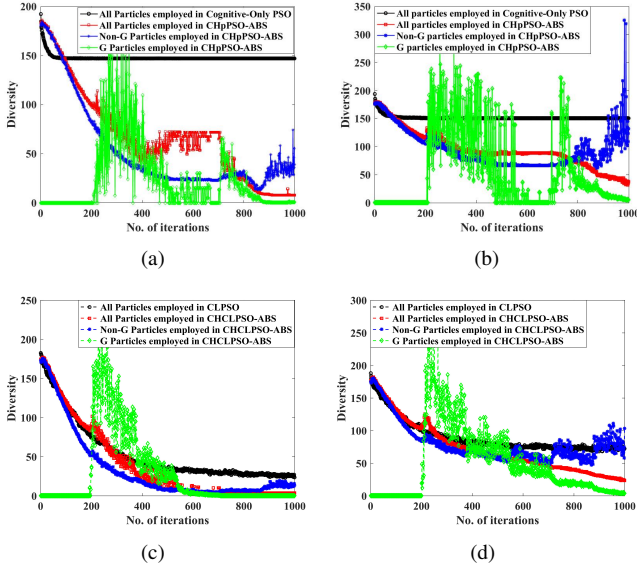 All Particles employed in Cognitive-Only PSO
All Particles employed in CHpPSO-ABS
Non-G Particles employed in CHpPSO-ABS
G Particles employed in CHpPSO-ABS
200
150
100
50
0
Diversity
0 200 400 600 800 1000
No. of iterations
(a)
All particles employed in Cognitive-Only PSO
All particles employed in CHpPSO-ABS
Non-G particles employed in CHpPSO-ABS
G particles employed in CHpPSO-ABS
350
300
250
200
150
100
50
0
Diversity
0 200 400 600 800 1000
No. of iterations
(b)
All Particles employed in CLPSO
All Particles employed in CHCLPSO-ABS
Non-G Particles employed in CHCLPSO-ABS
G Particles employed in CHCLPSO-ABS
250
200
150
100
50
0
Diversity
0 200 400 600 800 1000
No. of iterations
(c)
All Particles employed in CLPSO
All Particles employed in CHCLPSO-ABS
Non-G Particles employed in CHCLPSO-ABS
G Particles employed in CHCLPSO-ABS
300
250
200
150
100
50
0
Diversity
0 200 400 600 800 1000
No. of iterations
(d)